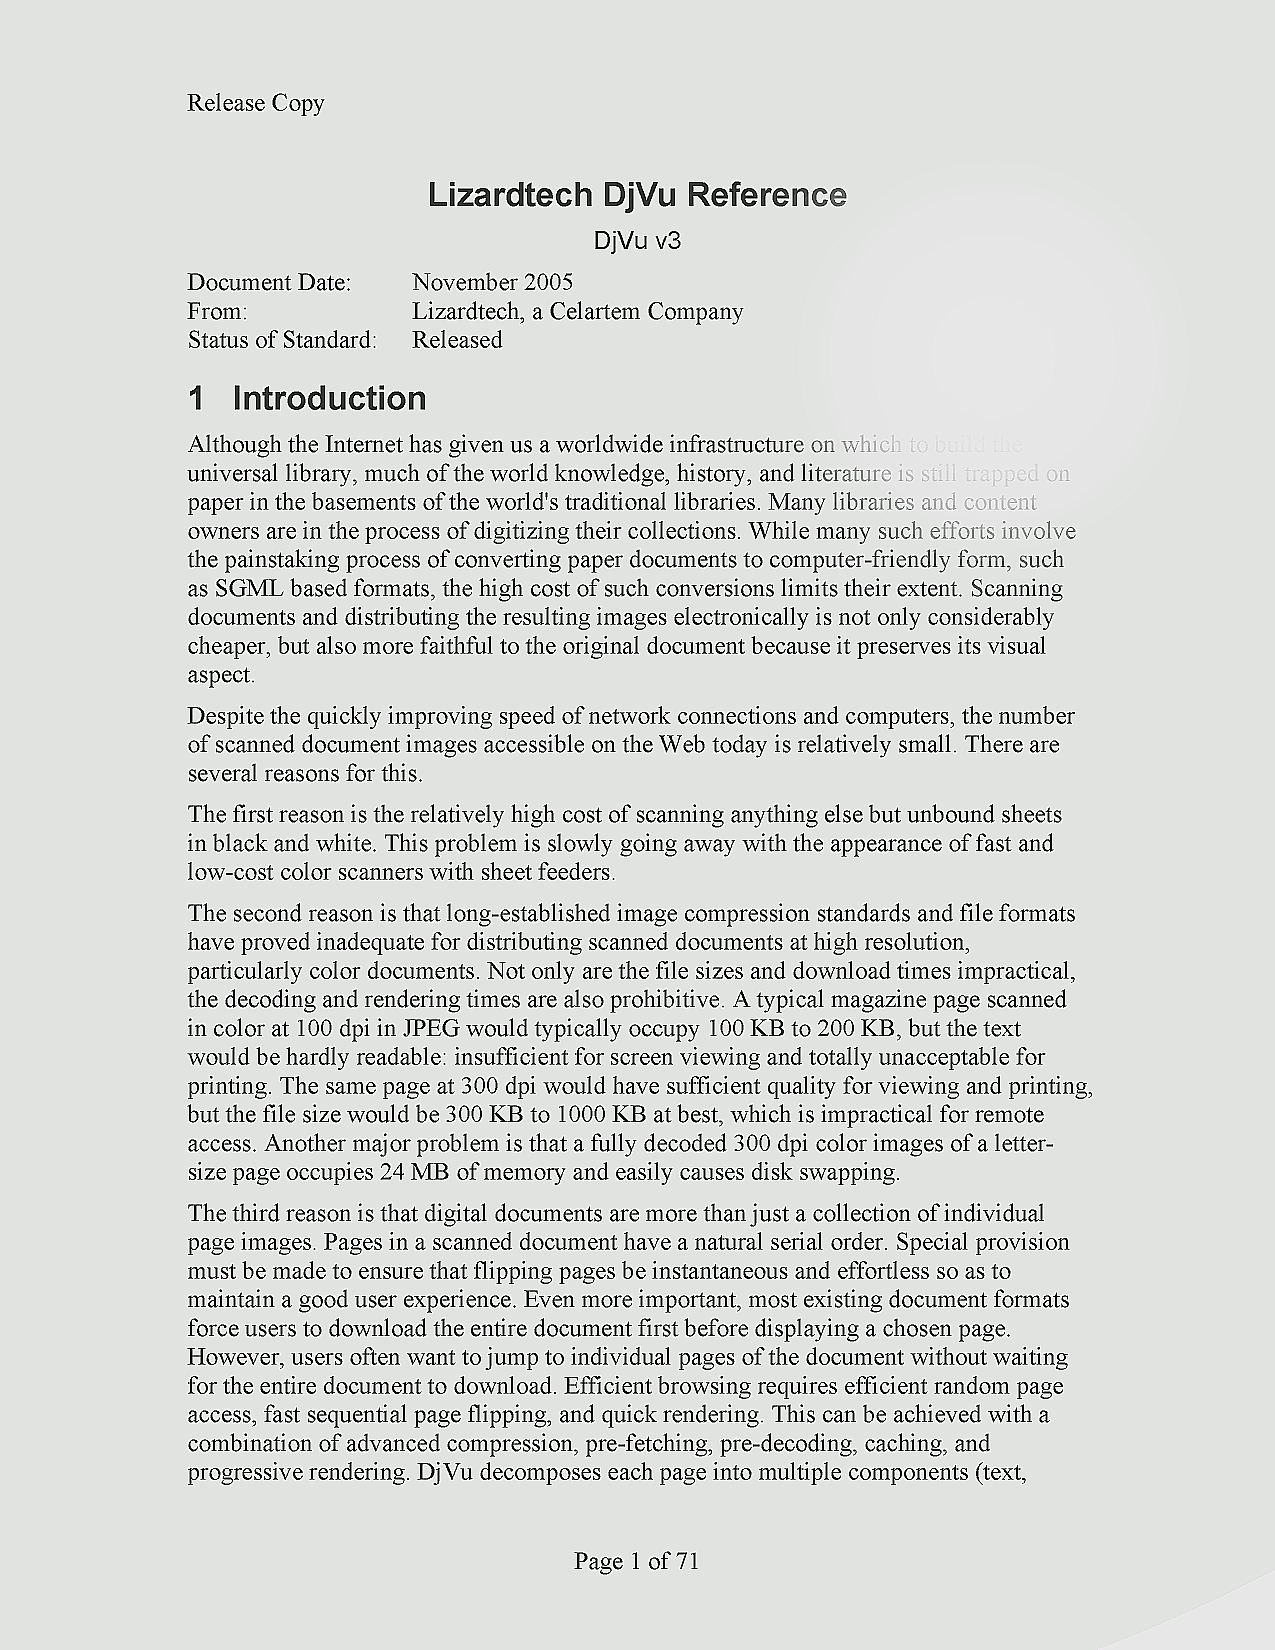 Release Copy
Lizardtech DjVu Reference
DjVu v3
Document Date: November 2005
From: Lizardtech, a Celartem Company
Status of Standard: Released
1 Introduction
Although the Internet has given us a worldwide infrastructure on which to build the
universal library, much of the world knowledge, history, and literature is still trapped on
paper in the basements of the world's traditional libraries. Many libraries and content
owners are in the process of digitizing their collections. While many such efforts involve
the painstaking process of converting paper documents to computer-friendly form, such
as SGML based formats, the high cost of such conversions limits their extent. Scanning
documents and distributing the resulting images electronically is not only considerably
cheaper, but also more faithful to the original document because it preserves its visual
aspect.
Despite the quickly improving speed of network connections and computers, the number
of scanned document images accessible on the Web today is relatively small. There are
several reasons for this.
The first reason is the relatively high cost of scanning anything else but unbound sheets
in black and white. This problem is slowly going away with the appearance of fast and
low-cost color scanners with sheet feeders.
The second reason is that long-established image compression standards and file formats
have proved inadequate for distributing scanned documents at high resolution,
particularly color documents. Not only are the file sizes and download times impractical,
the decoding and rendering times are also prohibitive. A typical magazine page scanned
in color at 100 dpi in JPEG would typically occupy 100 KB to 200 KB, but the text
would be hardly readable: insufficient for screen viewing and totally unacceptable for
printing. The same page at 300 dpi would have sufficient quality for viewing and printing,
but the file size would be 300 KB to 1000 KB at best, which is impractical for remote
access. Another major problem is that a fully decoded 300 dpi color images of a letter-
size page occupies 24 MB of memory and easily causes disk swapping.
The third reason is that digital documents are more than just a collection of individual
page images. Pages in a scanned document have a natural serial order. Special provision
must be made to ensure that flipping pages be instantaneous and effortless so as to
maintain a good user experience. Even more important, most existing document formats
force users to download the entire document first before displaying a chosen page.
However, users often want to jump to individual pages of the document without waiting
for the entire document to download. Efficient browsing requires efficient random page
access, fast sequential page flipping, and quick rendering. This can be achieved with a
combination of advanced compression, pre-fetching, pre-decoding, caching, and
progressive rendering. DjVu decomposes each page into multiple components (text,
Page 1 of 71